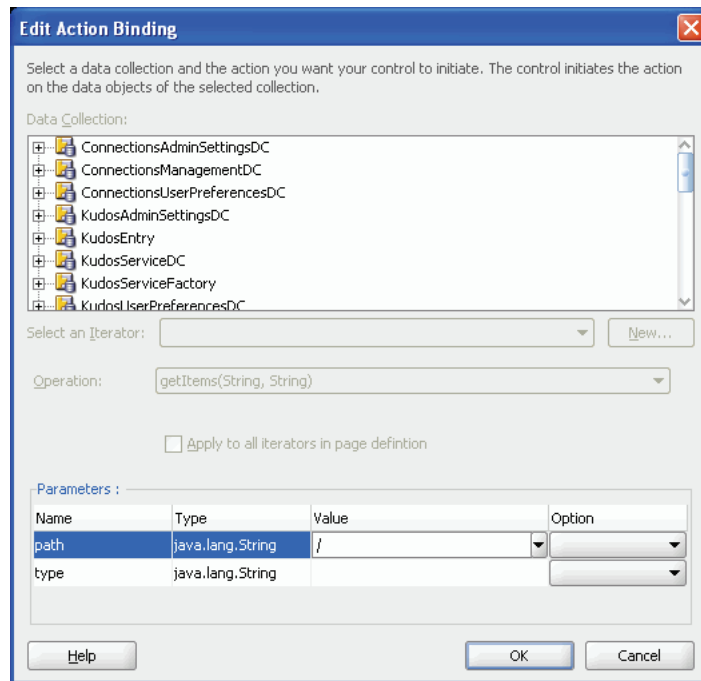 Edit Action Binding
Select a data collection and the action you want your control to initiate. The control initiates the action
on the data objects of the selected collection.
Data Collection:
ConnectionsAdminSettingsDC
ConnectionsManagementDC
ConnectionsUserPreferencesDC
KudosAdminSettingsDC
KudosEntry
KudosServiceDC
KudosServiceFactory
KudosUserPreferencesDC
Select an Iterator: New...
Operation: getItems(String, String)
Apply to all iterators in page defintion
Parameters :
Name Type Value Option
path java.lang.String /
type java.lang.String
Help OK Cancel